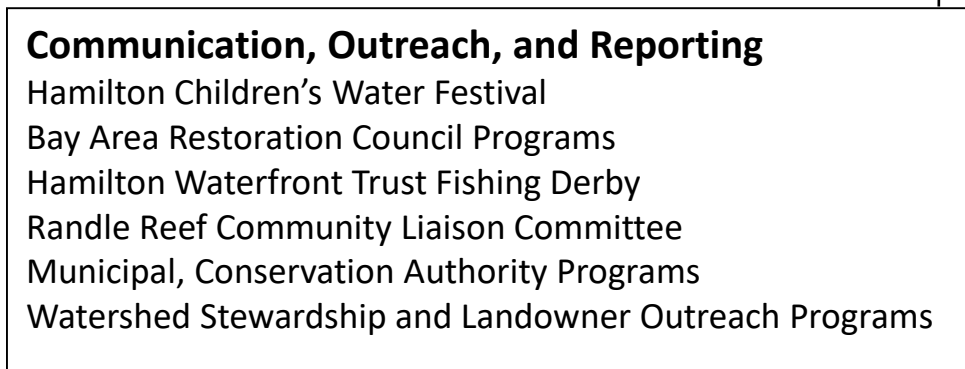 Communication, Outreach, and Reporting
Hamilton Children’s Water Festival
Bay Area Restoration Council Programs
Hamilton Waterfront Trust Fishing Derby
Randle Reef Community Liaison Committee
Municipal, Conservation Authority Programs
Watershed Stewardship and Landowner Outreach Programs